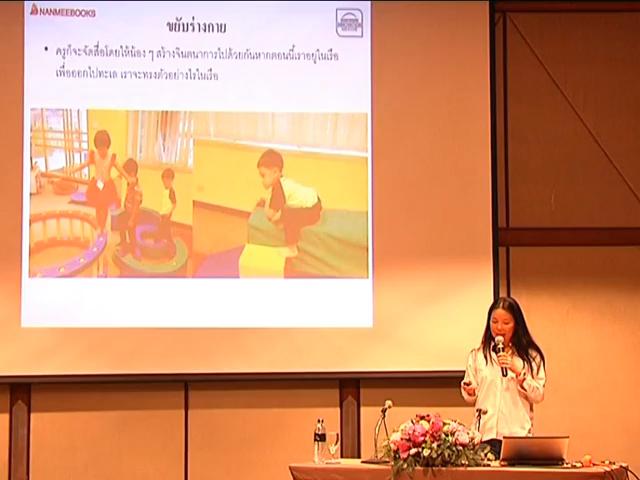 NANMEEBOOKS
ขยับร่างกาย
• ครูก็จะจัดสื่อโดยให้น้อง ๆ สร้างจินตนาการไปด้วยกันหากตอนนี้เราอยู่ในเรือ
เพื่อออกไปทะเล เราจะทรงตัวอย่างไรในเรือ